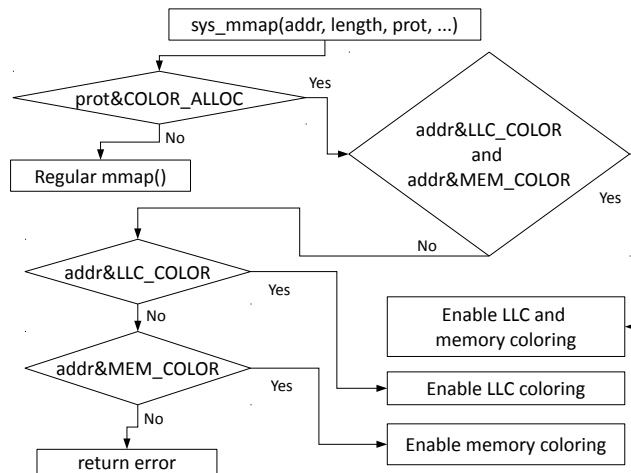 sys_mmap(addr, length, prot, ...)
prot&COLOR_ALLOC
Yes
No
Regular mmap()
addr&LLC_COLOR
and
addr&MEM_COLOR
Yes
No
addr&LLC_COLOR
Yes
No
Enable LLC and
memory coloring
addr&MEM_COLOR
Yes
No
Enable LLC coloring
Enable memory coloring
return error